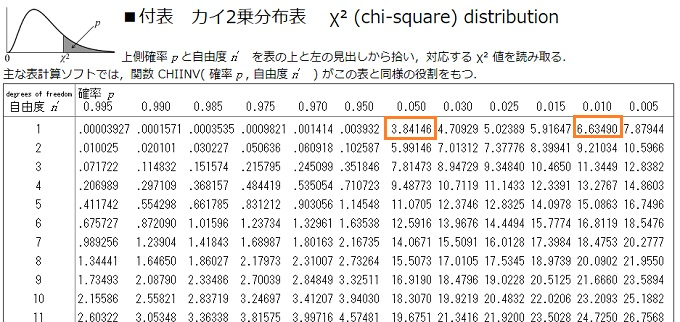 ■付表　カイ2乗分布表　χ² (chi-square) distribution
p
χ²
上側確率 p と自由度 n′ を表の上と左の見出しから拾い，対応する χ² 値を読み取る．
主な表計算ソフトでは，関数 CHIINV( 確率 p , 自由度 n′ ) がこの表と同様の役割をもつ．
degrees of freedom 確率 p
自由度 n′ 0.995 0.990 0.985 0.975 0.970 0.950 0.050 0.030 0.025 0.015 0.010 0.005
1 .00003927 .0001571 .0003535 .0009821 .001414 .003932 3.84146 4.70929 5.02389 5.91647 6.63490 7.87944
2 .010025 .020101 .030227 .050636 .060918 .102587 5.99146 7.01312 7.37776 8.39941 9.21034 10.5966
3 .071722 .114832 .151574 .215795 .245099 .351846 7.81473 8.94729 9.34840 10.4650 11.3449 12.8382
4 .206989 .297109 .368157 .484419 .535054 .710723 9.48773 10.7119 11.1433 12.3391 13.2767 14.8603
5 .411742 .554298 .661785 .831212 .903056 1.14548 11.0705 12.3746 12.8325 14.0978 15.0863 16.7496
6 .675727 .872090 1.01596 1.23734 1.32961 1.63538 12.5916 13.9676 14.4494 15.7774 16.8119 18.5476
7 .989256 1.23904 1.41843 1.68987 1.80163 2.16735 14.0671 15.5091 16.0128 17.3984 18.4753 20.2777
8 1.34441 1.64650 1.86027 2.17973 2.31007 2.73264 15.5073 17.0105 17.5345 18.9739 20.0902 21.9550
9 1.73493 2.08790 2.33486 2.70039 2.84849 3.32511 16.9190 18.4796 19.0228 20.5125 21.6660 23.5894
10 2.15586 2.55821 2.83719 3.24697 3.41207 3.94030 18.3070 19.9219 20.4832 22.0206 23.2093 25.1882
11 2.60322 3.05348 3.36338 3.81575 3.99716 4.57481 19.6751 21.3416 21.9200 23.5028 24.7250 26.7568